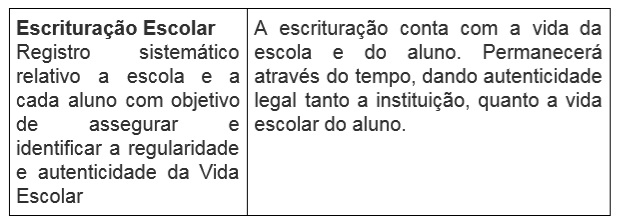 Escrituração Escolar
Registro sistemático
relativo a escola e a
cada aluno com objetivo
de assegurar e
identificar a regularidade
e autenticidade da Vida
Escolar
A escrituração conta com a vida da
escola e do aluno. Permanecerá
através do tempo, dando autenticidade
legal tanto a instituição, quanto a vida
escolar do aluno.